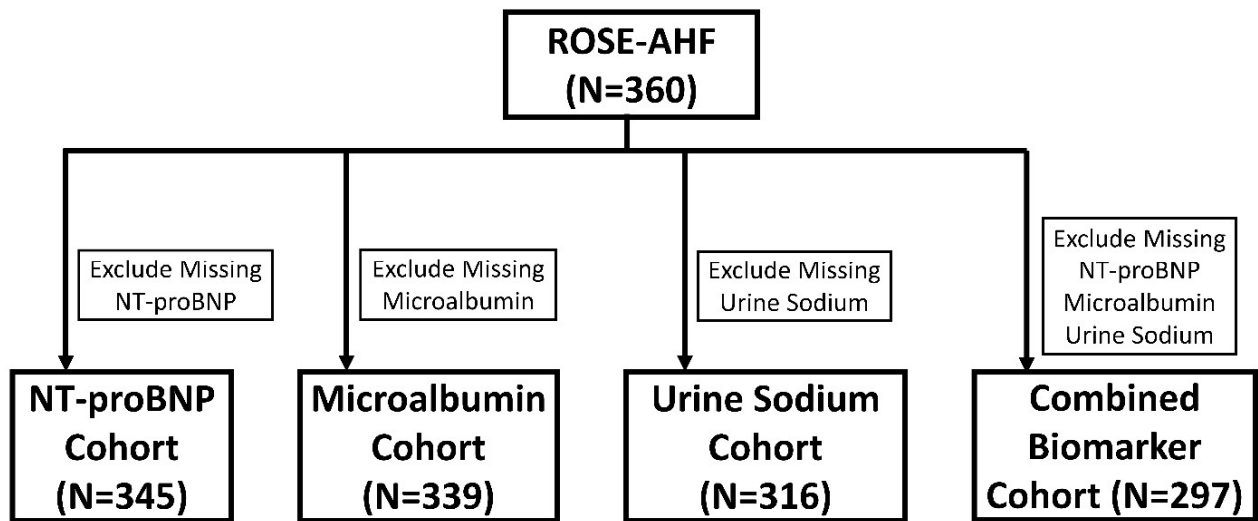 ROSE-AHF
(N=360)
Exclude Missing
NT-proBNP
Exclude Missing
Microalbumin
Exclude Missing
Urine Sodium
Exclude Missing
NT-proBNP
Microalbumin
Urine Sodium
NT-proBNP
Cohort
(N=345)
Microalbumin
Cohort
(N=339)
Urine Sodium
Cohort
(N=316)
Combined
Biomarker
Cohort (N=297)